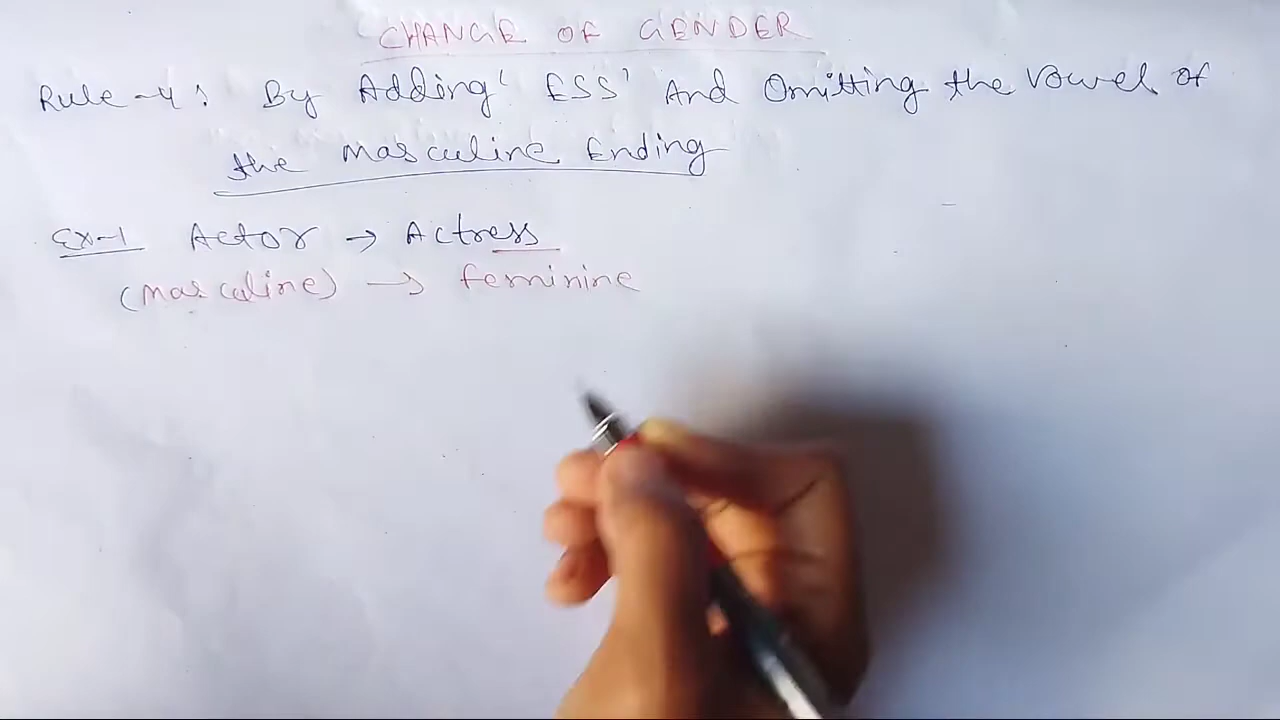 CHANGE OF GENDER
Rule-4: By Adding 'ESS' And Omitting the Vowel of
the Masculine Ending
Ex-1 Actor → Actress
(Masculine) → feminine